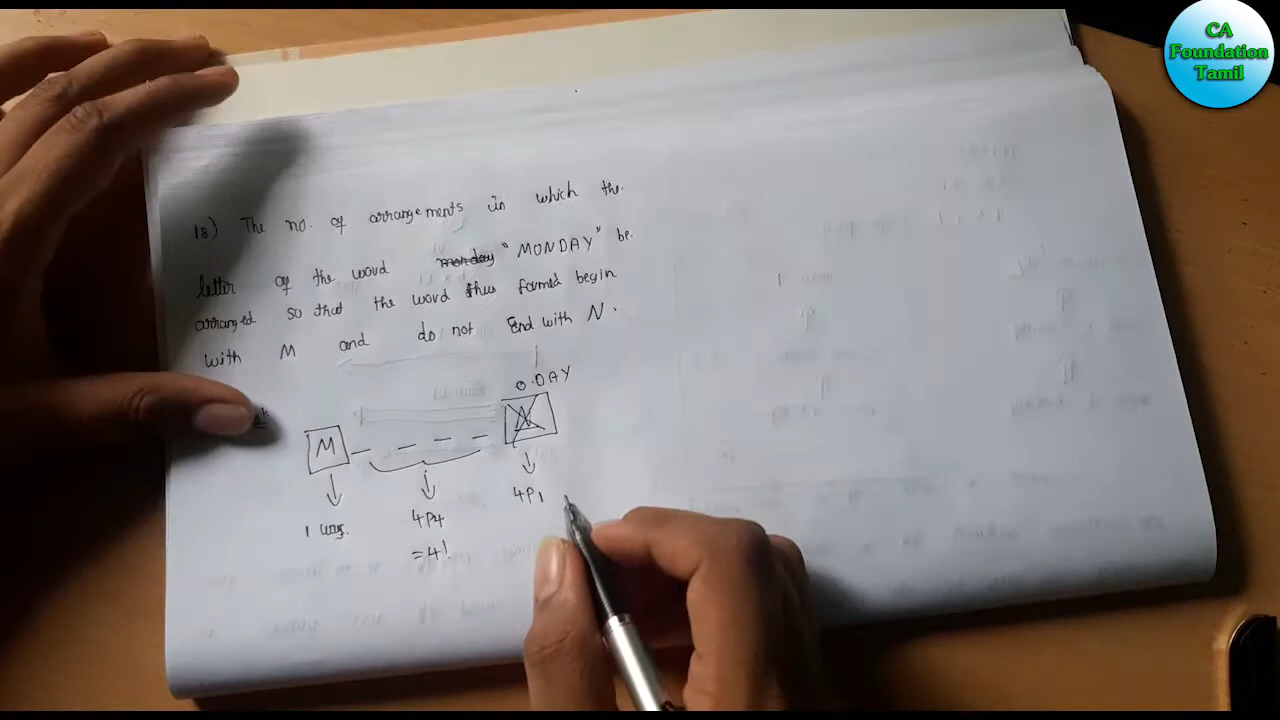 CA
Foundation
Tamil
18) The no. of arrangements in which the
letter of the word monday "MONDAY" be
arranged so that the word thus formed begin
with M and do not End with N.
O.DAY
M N
1 way. 4P4 4P1
=4!